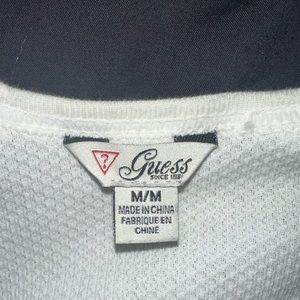 ?
Guess
SINCE 1981
M/M
MADE IN CHINA
FABRIQUE EN
CHINE